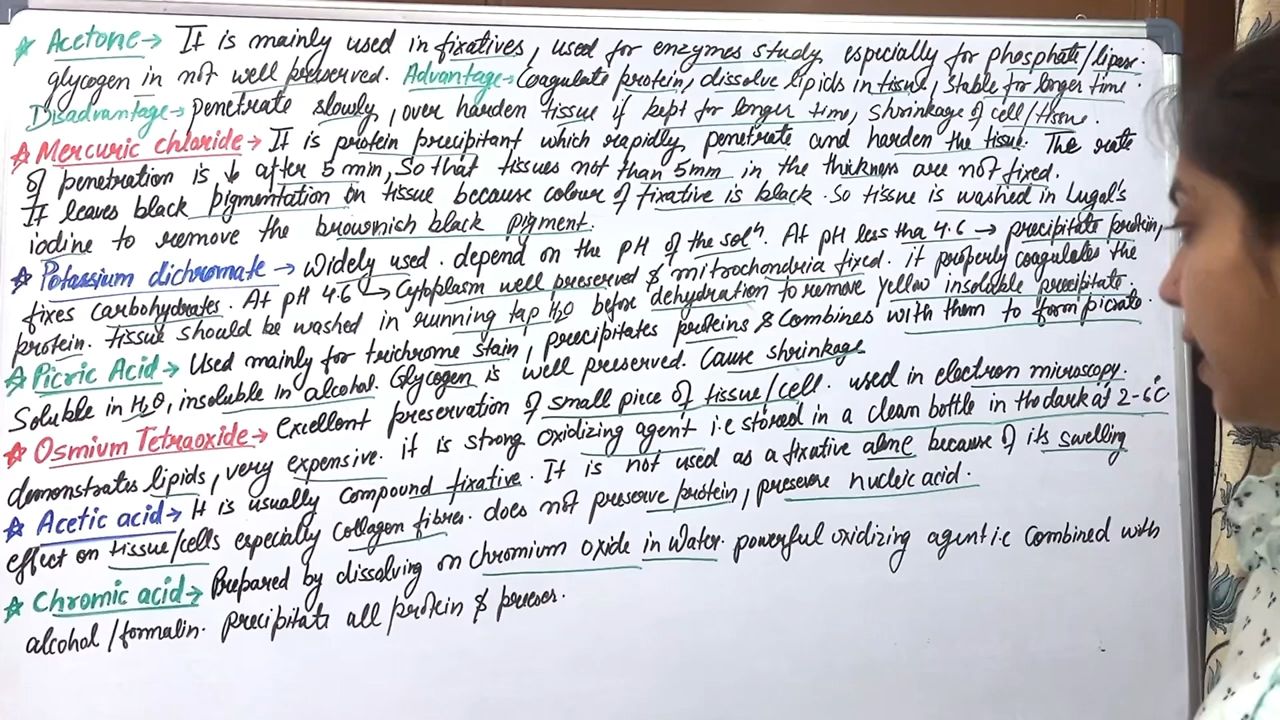 ☆ Acetone → It is mainly used in fixatives, used for enzymes study especially for phosphate/lipase.
glycogen in not well preserved. Advantage → Coagulate protein, dissolve lipids in tissue, stable for longer time.
Disadvantage → penetrate slowly, over harden tissue if kept for longer time, shrinkage of cell/tissue.
☆ Mercuric chloride → It is protein precipitant which rapidly penetrate and harden the tissue. The rate
of penetration is ↓ after 5 min, So that tissues not than 5mm in the thickness are not fixed.
It leaves black pigmentation on tissue because colour of fixative is black. So tissue is washed in Lugal's
iodine to remove the browinish black pigment.
☆ Potassium dichromate → Widely used. depend on the pH of the solⁿ. At pH less tha 4.6 → precipitate protein,
fixes carbohydrates. At pH 4.6 → Cytoplasm well preserved & mitrochondria fixed. it properly coagulates the
protein. tissue should be washed in running tap H2O before dehydration to remove yellow insoluble precipitate.
☆ Picric Acid → Used mainly for trichrome stain, precipitates proteins & Combines with them to form picrate.
Soluble in H2O, insoluble in alcohol. Glycogen is well preserved. Cause shrinkage
☆ Osmium Tetraoxide → excellent preservation of small piece of tissue/cell. used in electron microscopy.
demonstrates lipids, very expensive. it is strong oxidizing agent i.e stored in a clean bottle in the dark at 2-6°C
☆ Acetic acid → It is usually compound fixative. It is not used as a fixative alone because of its swelling
effect on tissue/cells especially collagen fibres. does not preserve protein, preserve nucleic acid.
☆ Chromic acid → Prepared by dissolving on chromium oxide in water. powerful oxidizing agent i.e combined with
alcohol/formalin. precipitate all protein &